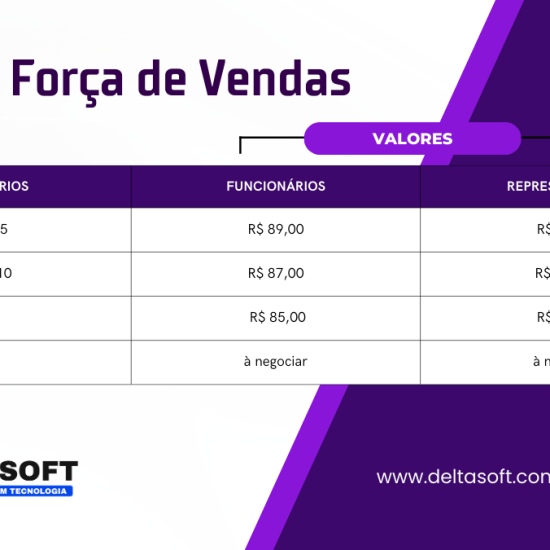 Força de Vendas
VALORES
RIOS FUNCIONÁRIOS REPRES
5 R$ 89,00 R$
10 R$ 87,00 R$
R$ 85,00 R$
à negociar à n
SOFT
M TECNOLOGIA
www.deltasoft.com